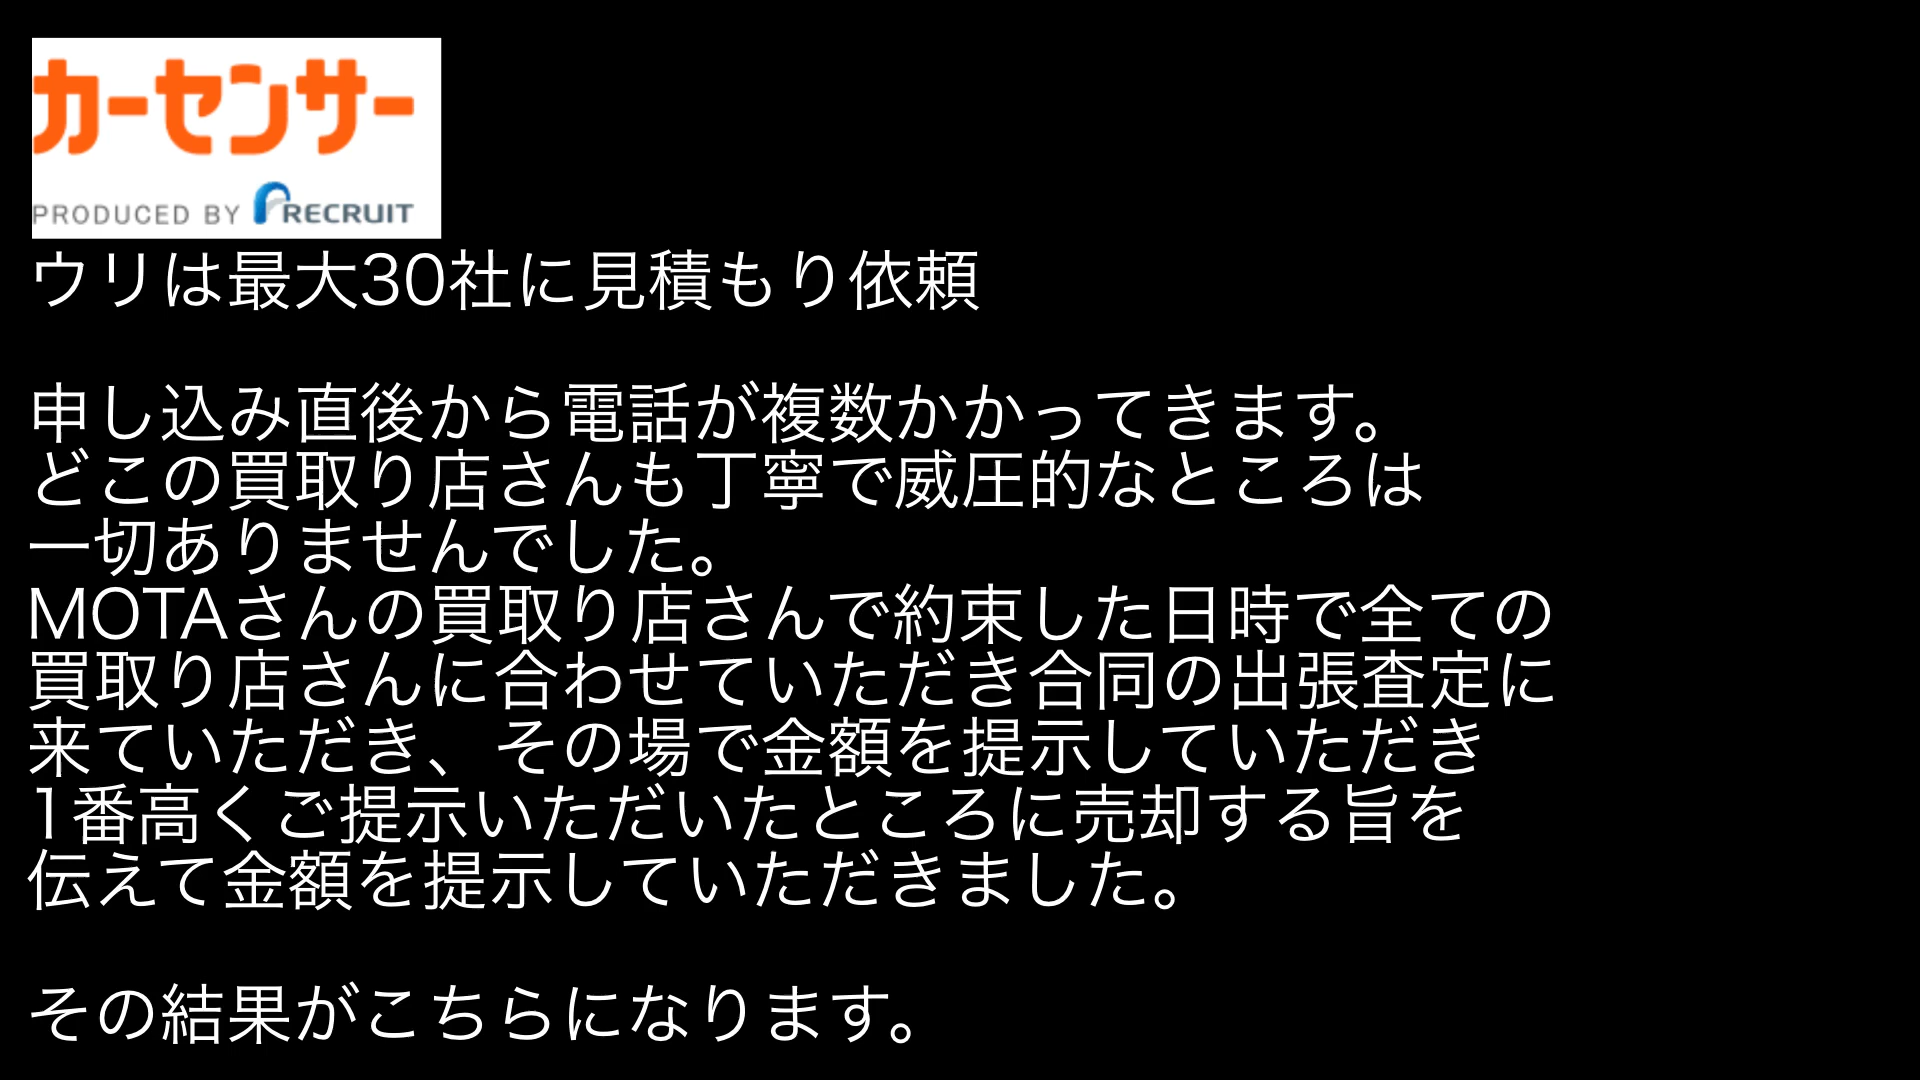 カーセンサー
PRODUCED BY RECRUIT
ウリは最大30社に見積もり依頼
申し込み直後から電話が複数かかってきます。
どこの買取り店さんも丁寧で威圧的なところは
一切ありませんでした。
MOTAさんの買取り店さんで約束した日時で全ての
買取り店さんに合わせていただき合同の出張査定に
来ていただき、その場で金額を提示していただき
1番高くご提示いただいたところに売却する旨を
伝えて金額を提示していただきました。
その結果がこちらになります。